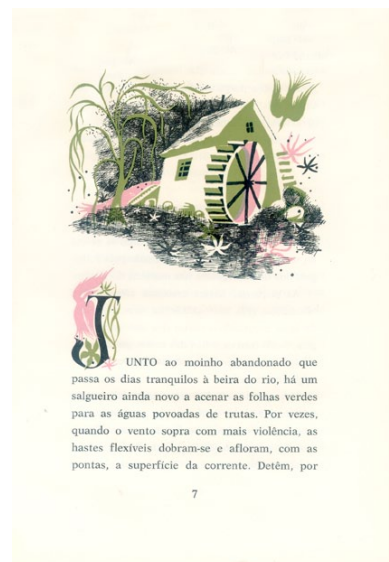 JUNTO ao moinho abandonado que
passa os dias tranquilos à beira do rio, há um
salgueiro ainda novo a acenar as folhas verdes
para as águas povoadas de trutas. Por vezes,
quando o vento sopra com mais violência, as
hastes flexíveis dobram-se e afloram, com as
pontas, a superfície da corrente. Detêm, por
7